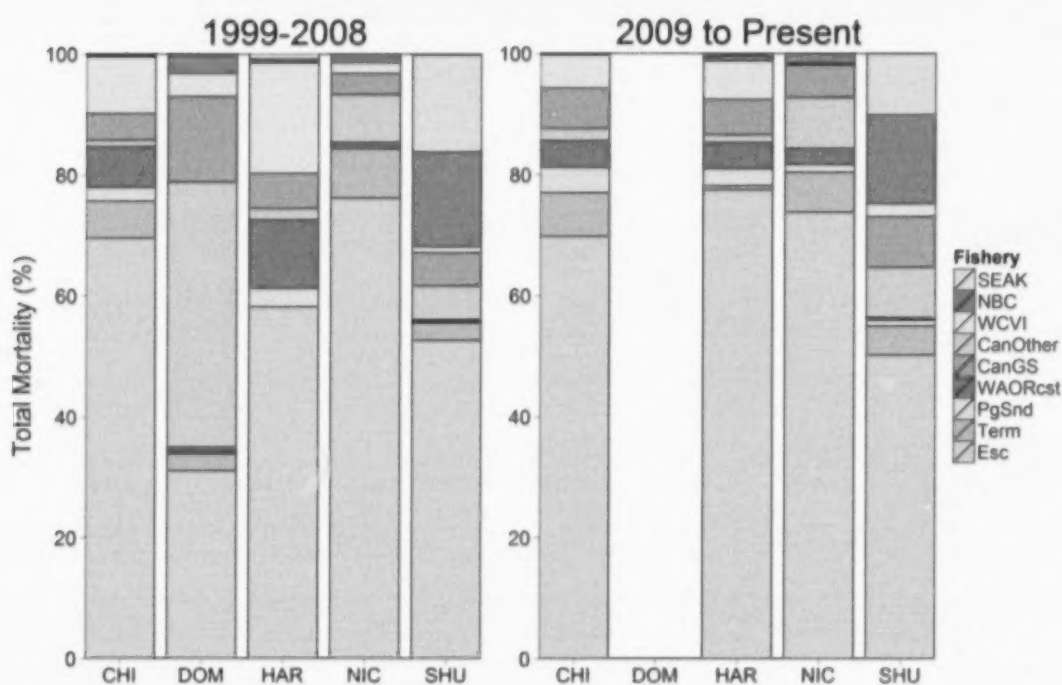 1999-2008
2009 to Present
Total Mortality (%)
100
80
60
40
20
0
CHI DOM HAR NIC SHU
100
80
60
40
20
0
CHI DOM HAR NIC SHU
Fishery
SEAK
NBC
WCVI
CanOther
CanGS
WAORcst
PgSnd
Term
Esc